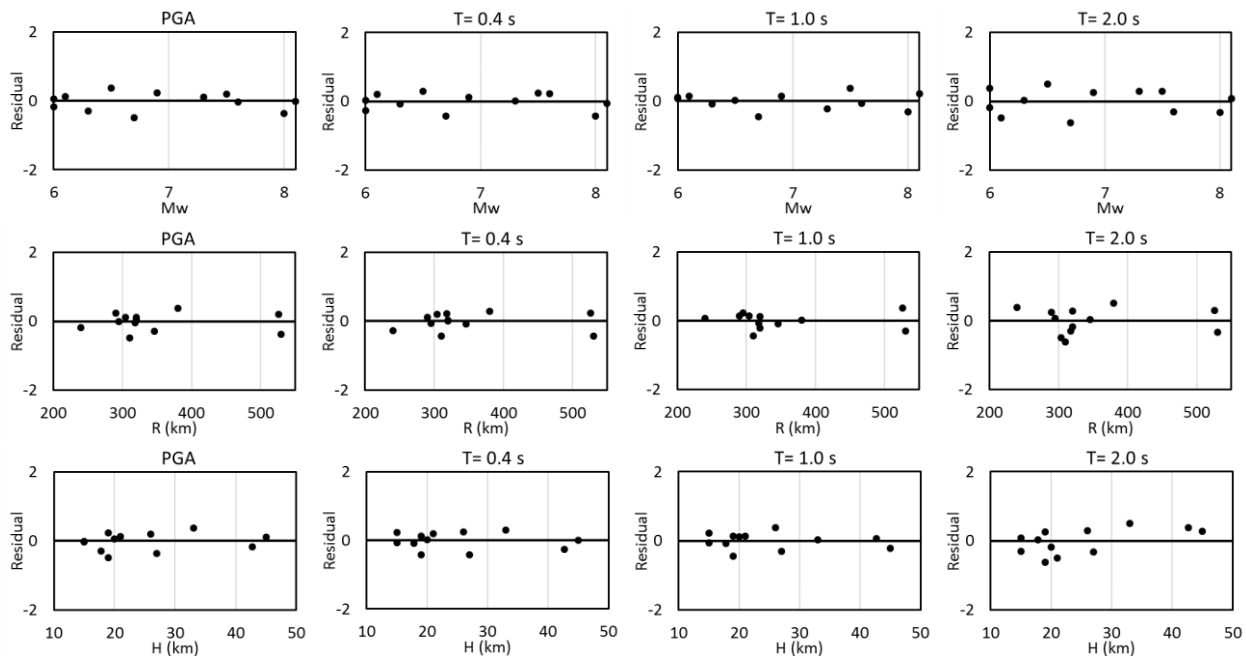 PGA T= 0.4 s T= 1.0 s T= 2.0 s
2 2 2 2
Residual Residual Residual Residual
0 0 0 0
-2 -2 -2 -2
6 7 8 6 7 8 6 7 8 6 7 8
Mw Mw Mw Mw
PGA T= 0.4 s T= 1.0 s T= 2.0 s
2 2 2 2
Residual Residual Residual Residual
0 0 0 0
-2 -2 -2 -2
200 300 400 500 200 300 400 500 200 300 400 500 200 300 400 500
R (km) R (km) R (km) R (km)
PGA T= 0.4 s T= 1.0 s T= 2.0 s
2 2 2 2
Residual Residual Residual Residual
0 0 0 0
-2 -2 -2 -2
10 20 30 40 50 10 20 30 40 50 10 20 30 40 50 10 20 30 40 50
H (km) H (km) H (km) H (km)